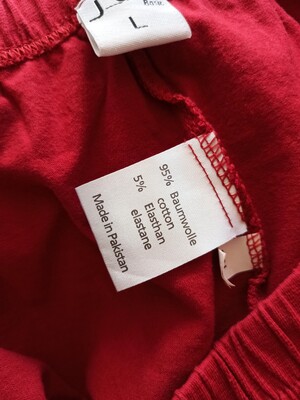 L
95% Baumwolle
cotton
5% Elasthan
elastane
Made in Pakistan